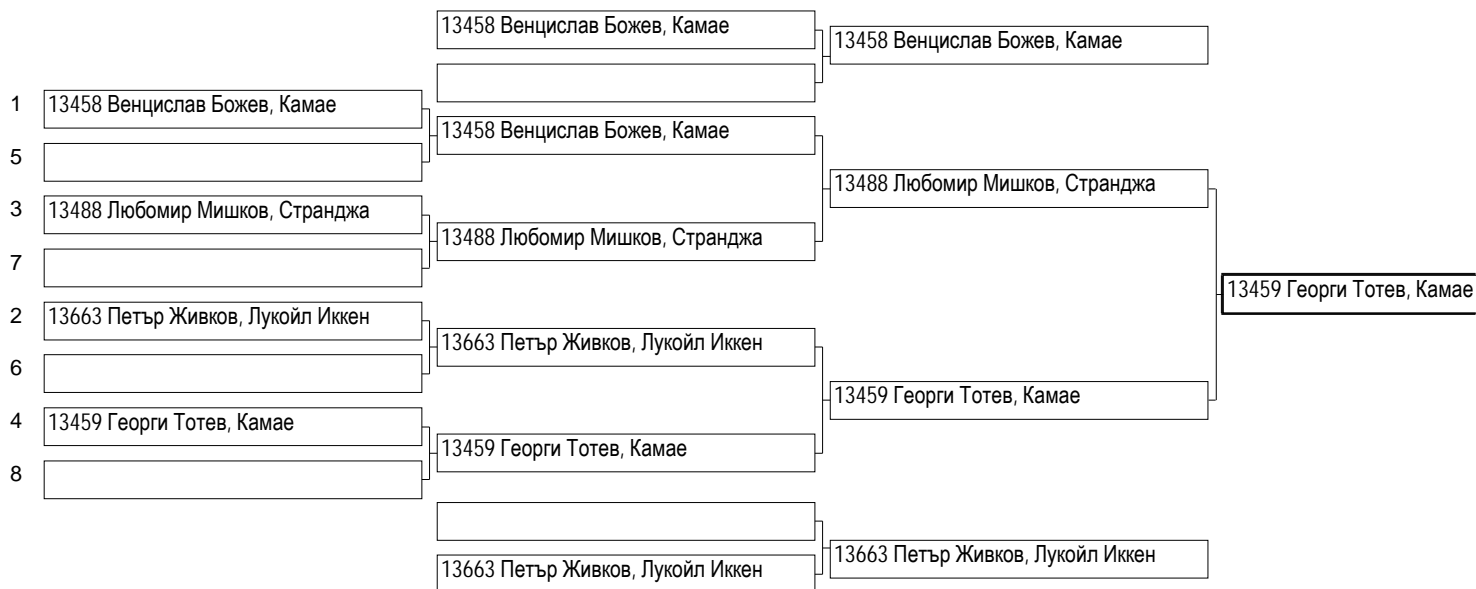 13458 Венцислав Божев, Камае
13458 Венцислав Божев, Камае
1
13458 Венцислав Божев, Камае
13458 Венцислав Божев, Камае
5
13488 Любомир Мишков, Странджа
3
13488 Любомир Мишков, Странджа
13488 Любомир Мишков, Странджа
7
13459 Георги Тотев, Камае
2
13663 Петър Живков, Лукойл Иккен
13663 Петър Живков, Лукойл Иккен
6
13459 Георги Тотев, Камае
4
13459 Георги Тотев, Камае
13459 Георги Тотев, Камае
8
13663 Петър Живков, Лукойл Иккен
13663 Петър Живков, Лукойл Иккен